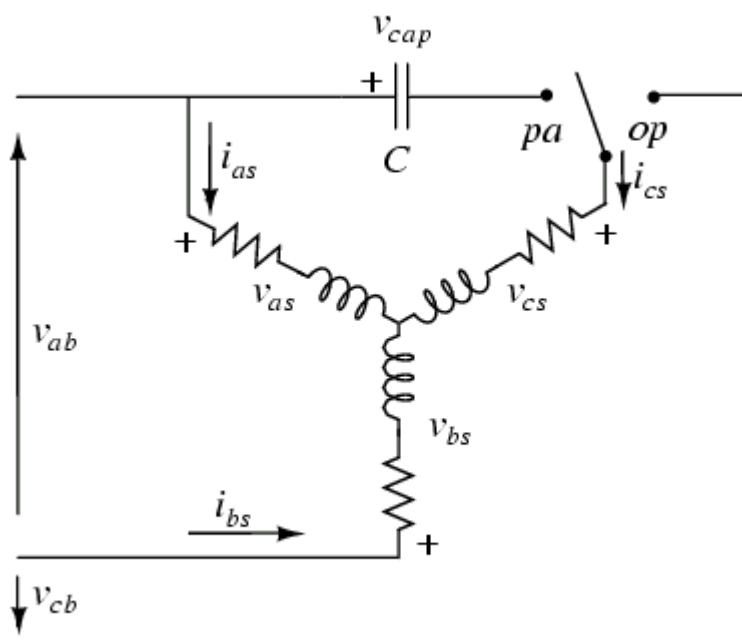 v_cap
+
pa
op
C
i_as
i_cs
+
+
v_as
v_cs
v_ab
v_bs
i_bs
+
v_cb